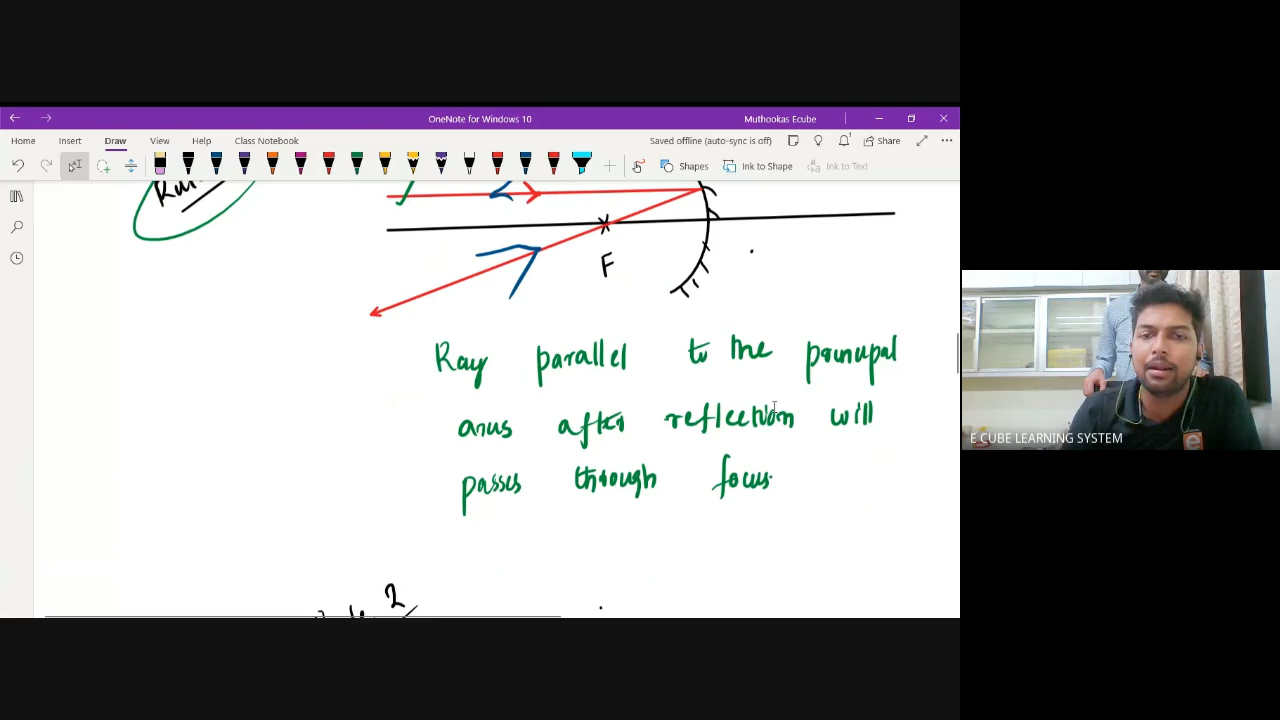 OneNote for Windows 10
Muthookas Ecube
Home Insert Draw View Help Class Notebook
Saved offline (auto-sync is off)
Share
Shapes
Ink to Shape
Ink to Text
F
Ray parallel to the principal
axis after reflection will
passes through focus.
2
E CUBE LEARNING SYSTEM